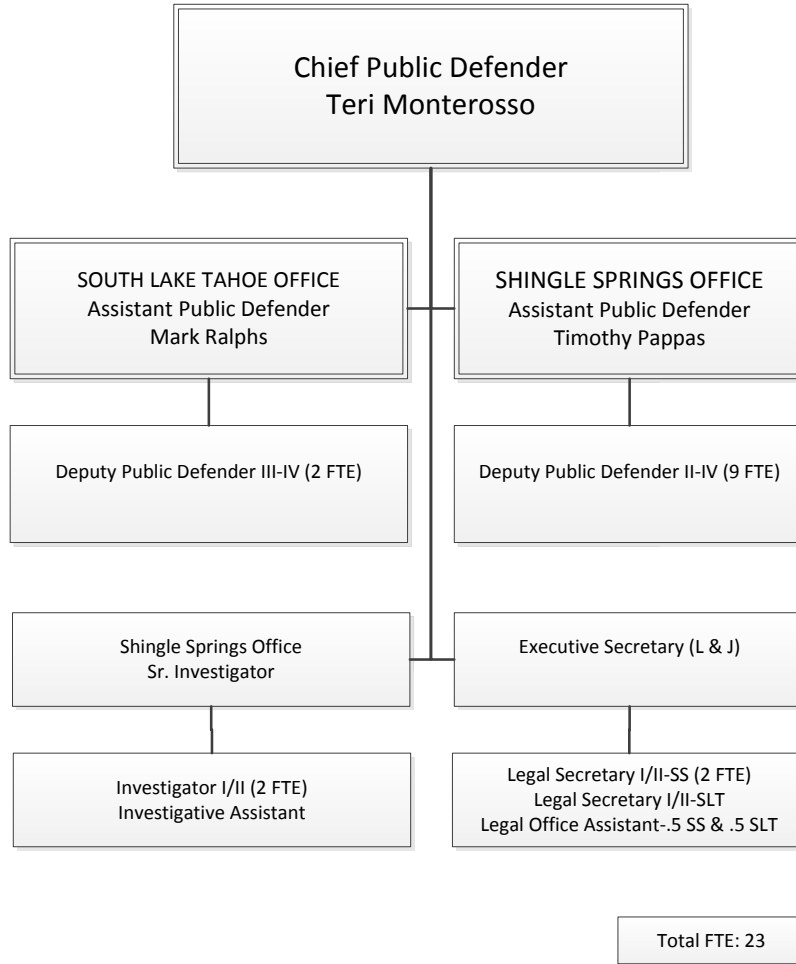 Chief Public Defender
Teri Monterosso
SOUTH LAKE TAHOE OFFICE
Assistant Public Defender
Mark Ralphs
SHINGLE SPRINGS OFFICE
Assistant Public Defender
Timothy Pappas
Deputy Public Defender III-IV (2 FTE)
Deputy Public Defender II-IV (9 FTE)
Shingle Springs Office
Sr. Investigator
Executive Secretary (L & J)
Investigator I/II (2 FTE)
Investigative Assistant
Legal Secretary I/II-SS (2 FTE)
Legal Secretary I/II-SLT
Legal Office Assistant-.5 SS & .5 SLT
Total FTE: 23